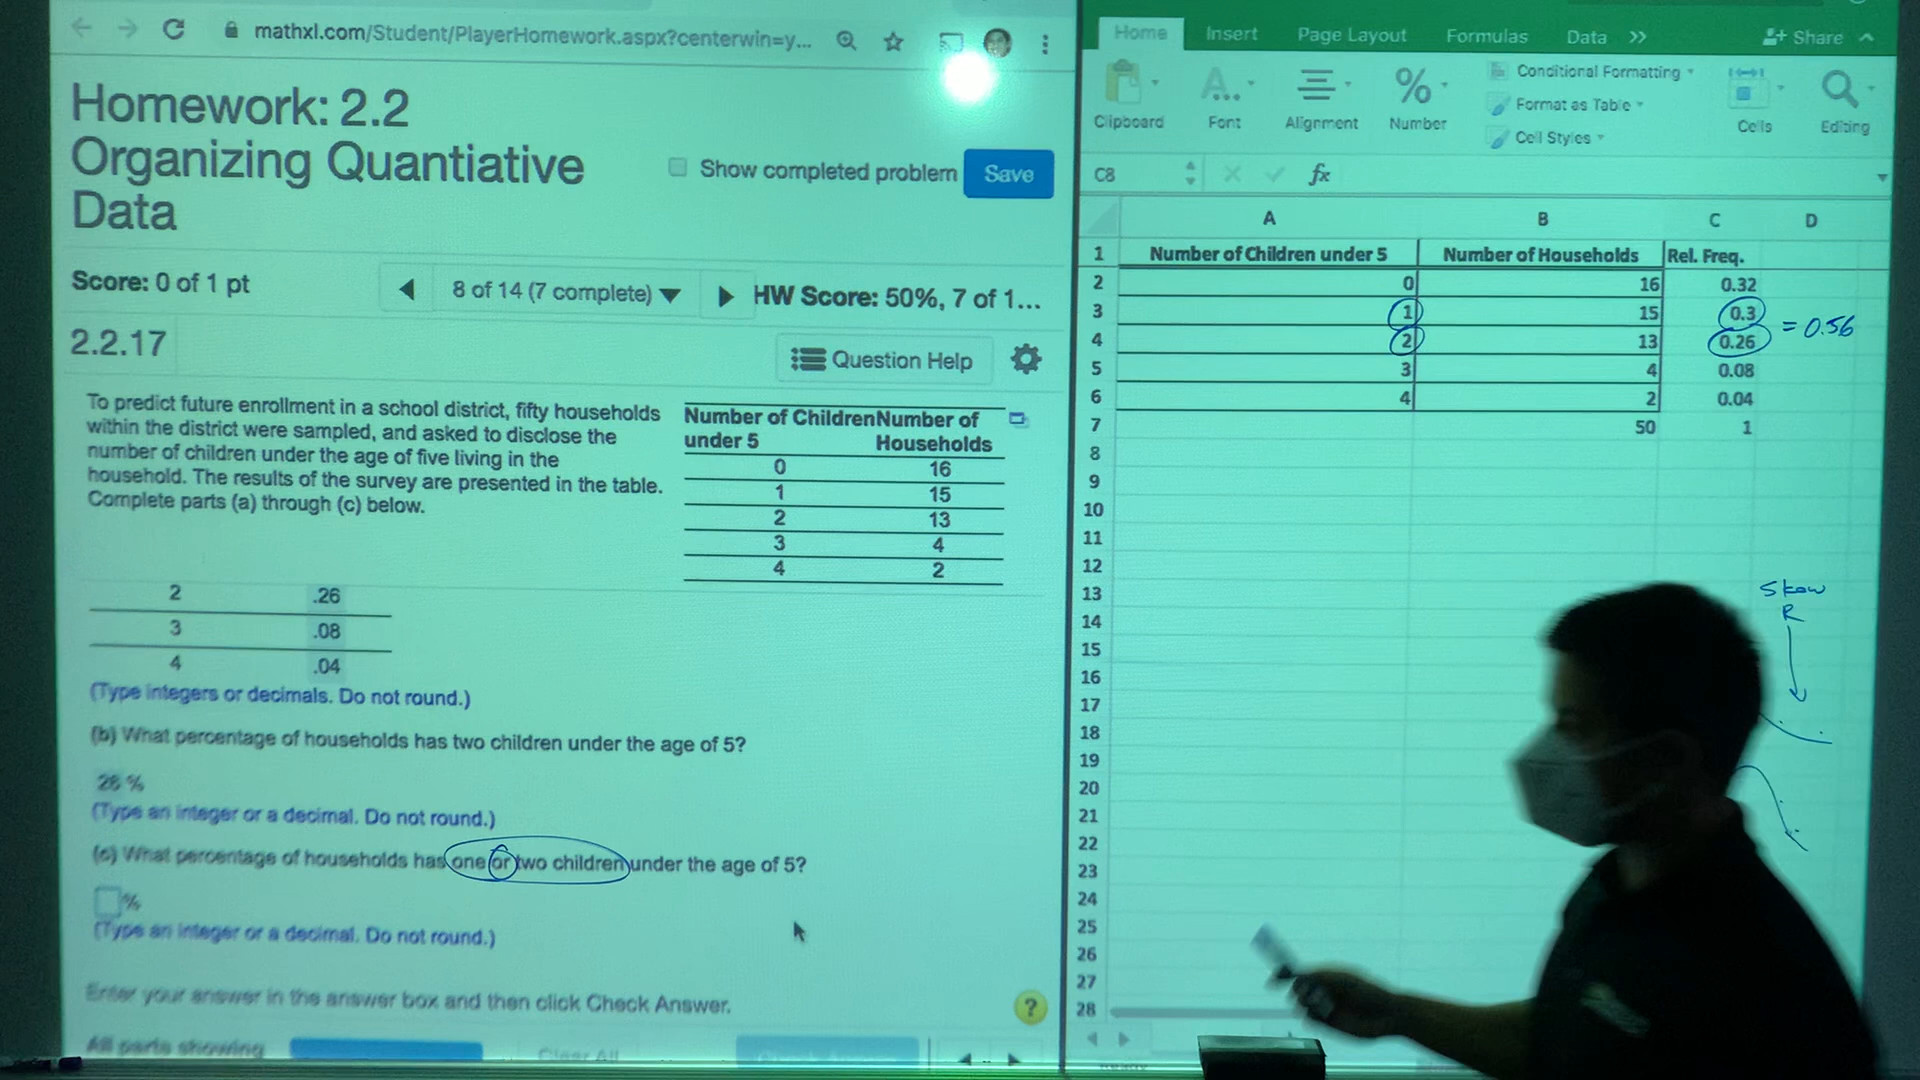 mathxl.com/Student/PlayerHomework.aspx?centerwin=y...
Homework: 2.2
Organizing Quantiative
Data
Show completed problem
Save
Score: 0 of 1 pt
8 of 14 (7 complete)
HW Score: 50%, 7 of 1...
2.2.17
Question Help
To predict future enrollment in a school district, fifty households
within the district were sampled, and asked to disclose the
number of children under the age of five living in the
household. The results of the survey are presented in the table.
Complete parts (a) through (c) below.
Number of Children Number of
under 5 Households
0 16
1 15
2 13
3 4
4 2
2 .26
3 .08
4 .04
(Type integers or decimals. Do not round.)
(b) What percentage of households has two children under the age of 5?
26 %
(Type an integer or a decimal. Do not round.)
(c) What percentage of households has one or two children under the age of 5?
%
(Type an integer or a decimal. Do not round.)
Enter your answer in the answer box and then click Check Answer.
?
All parts showing
Clear All
Home Insert Page Layout Formulas Data >> Share
Clipboard Font Alignment Number
% Conditional Formatting
Format as Table
Cell Styles
Cells Editing
C8 fx
A B C D
1 Number of Children under 5 Number of Households Rel. Freq.
2 0 16 0.32
3 1 15 0.3
4 2 13 0.26
= 0.56
5 3 4 0.08
6 4 2 0.04
7 50 1
8
9
10
11
12
13
14
15
16
17
18
19
20
21
22
23
24
25
26
27
28
Skew
R